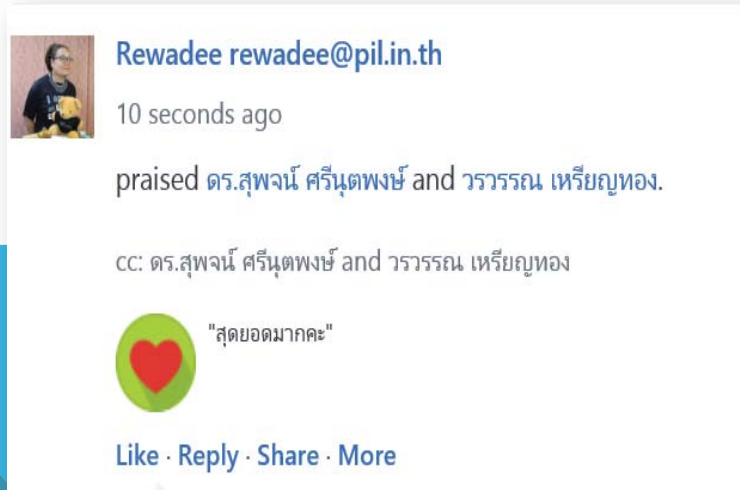 Rewadee rewadee@pil.in.th
10 seconds ago
praised ดร.สุพจน์ ศรีนุตพงษ์ and วรวรรณ เหรียญทอง.
cc: ดร.สุพจน์ ศรีนุตพงษ์ and วรวรรณ เหรียญทอง
"สุดยอดมากคะ"
Like · Reply · Share · More